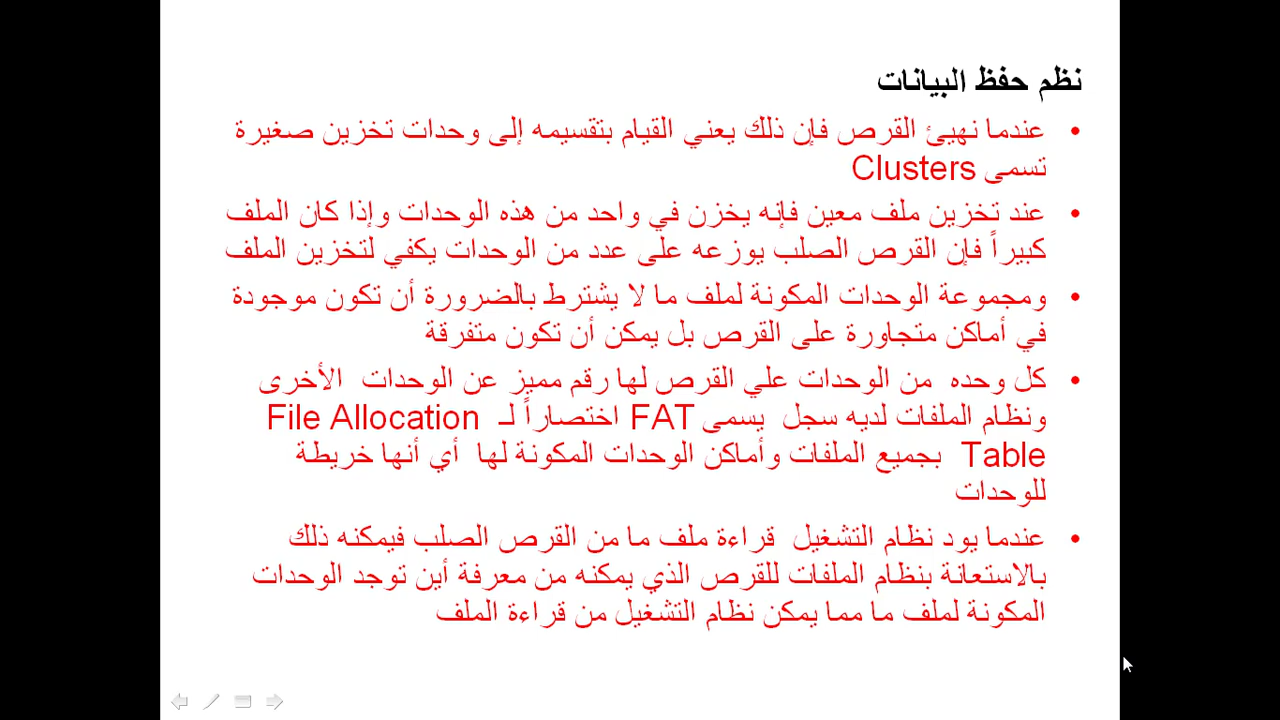 نظم حفظ البيانات
• عندما نهيئ القرص فإن ذلك يعني القيام بتقسيمه إلى وحدات تخزين صغيرة
تسمى Clusters
• عند تخزين ملف معين فإنه يخزن في واحد من هذه الوحدات وإذا كان الملف
كبيراً فإن القرص الصلب يوزعه على عدد من الوحدات يكفي لتخزين الملف
• ومجموعة الوحدات المكونة لملف ما لا يشترط بالضرورة أن تكون موجودة
في أماكن متجاورة على القرص بل يمكن أن تكون متفرقة
• كل وحده من الوحدات علي القرص لها رقم مميز عن الوحدات الأخرى
ونظام الملفات لديه سجل يسمى FAT اختصاراً لـ File Allocation
Table بجميع الملفات وأماكن الوحدات المكونة لها أي أنها خريطة
للوحدات
• عندما يود نظام التشغيل قراءة ملف ما من القرص الصلب فيمكنه ذلك
بالاستعانة بنظام الملفات للقرص الذي يمكنه من معرفة أين توجد الوحدات
المكونة لملف ما مما يمكن نظام التشغيل من قراءة الملف